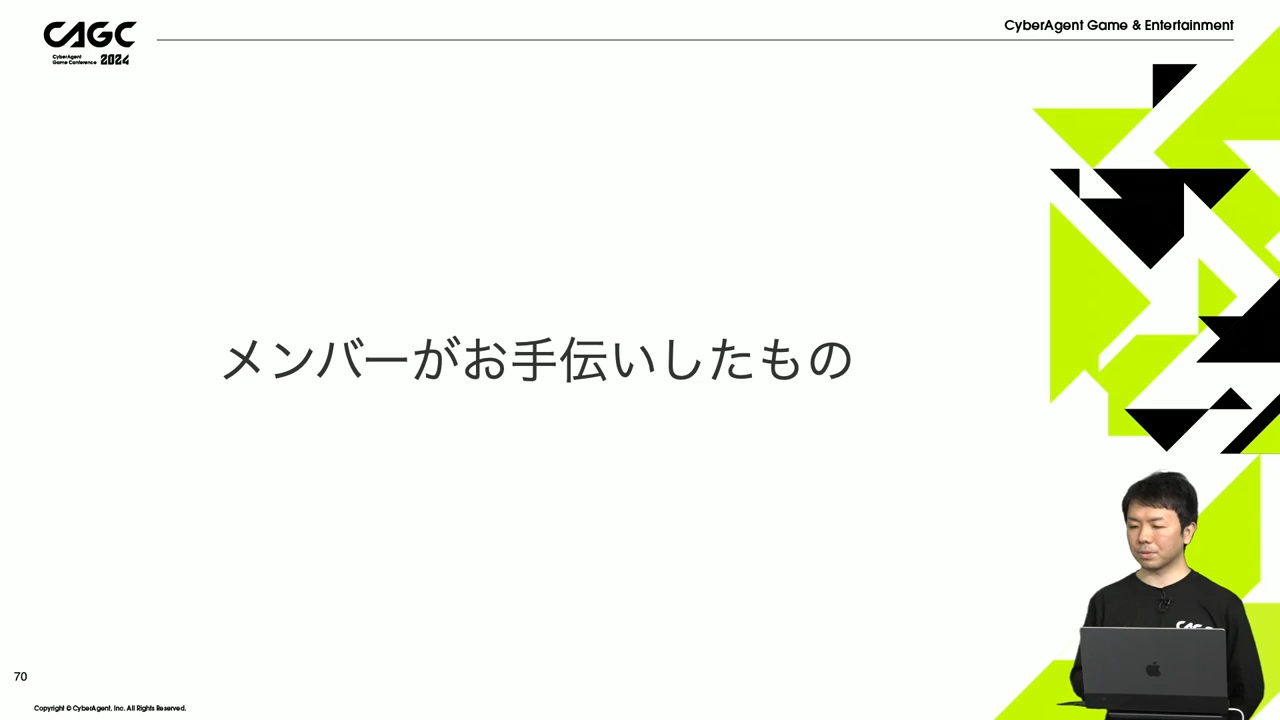 CAGC
CyberAgent
Game Conference 2024
CyberAgent Game & Entertainment
メンバーがお手伝いしたもの
CAGC
70
Copyright © CyberAgent, Inc. All Rights Reserved.